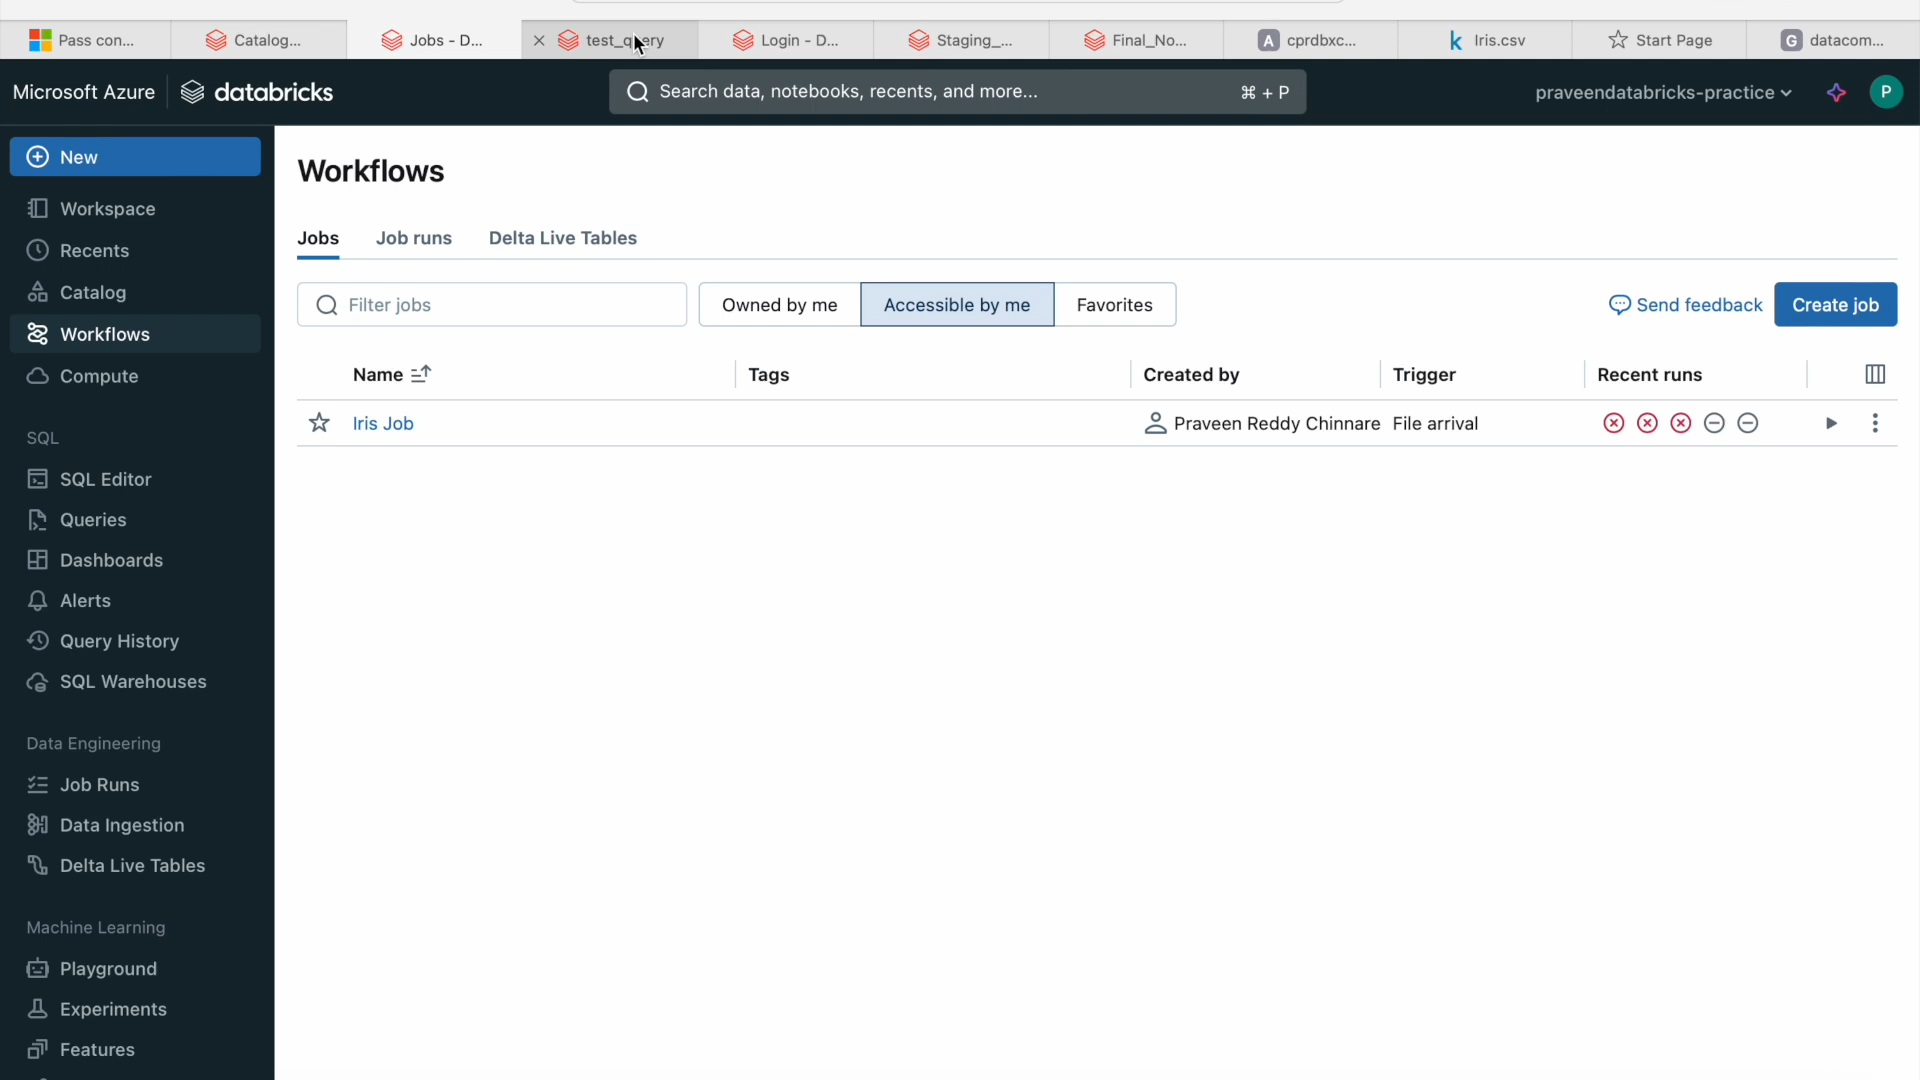 Pass con...
Catalog...
Jobs - D...
test_query
Login - D...
Staging_...
Final_No...
A cprdbxc...
k Iris.csv
Start Page
G datacom...
Microsoft Azure
databricks
Search data, notebooks, recents, and more...
⌘ + P
praveendatabricks-practice
P
New
Workspace
Recents
Catalog
Workflows
Compute
SQL
SQL Editor
Queries
Dashboards
Alerts
Query History
SQL Warehouses
Data Engineering
Job Runs
Data Ingestion
Delta Live Tables
Machine Learning
Playground
Experiments
Features
Workflows
Jobs
Job runs
Delta Live Tables
Filter jobs
Owned by me
Accessible by me
Favorites
Send feedback
Create job
Name
Tags
Created by
Trigger
Recent runs
Iris Job
Praveen Reddy Chinnare
File arrival